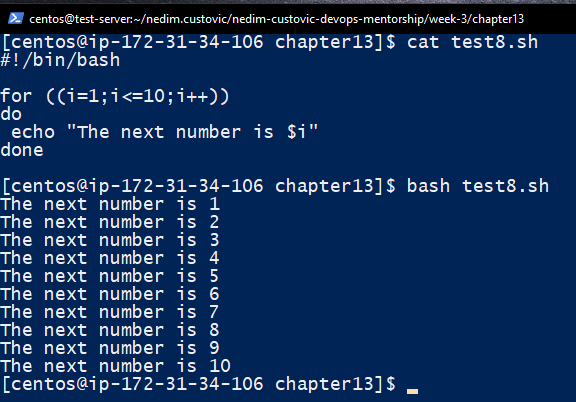 centos@test-server:~/nedim.custovic/nedim-custovic-devops-mentorship/week-3/chapter13
[centos@ip-172-31-34-106 chapter13]$ cat test8.sh
#!/bin/bash
for ((i=1;i<=10;i++))
do
 echo "The next number is $i"
done
[centos@ip-172-31-34-106 chapter13]$ bash test8.sh
The next number is 1
The next number is 2
The next number is 3
The next number is 4
The next number is 5
The next number is 6
The next number is 7
The next number is 8
The next number is 9
The next number is 10
[centos@ip-172-31-34-106 chapter13]$